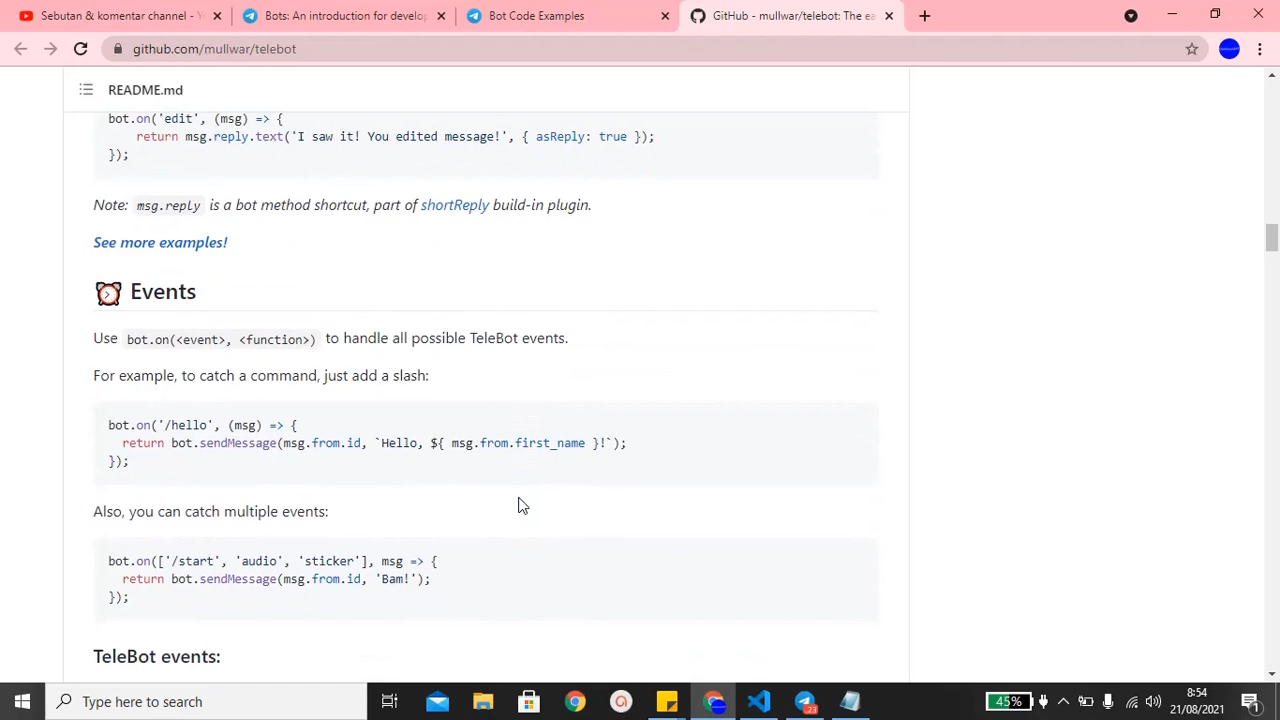 Sebutan & komentar channel - Y
Bots: An introduction for develop
Bot Code Examples
GitHub - mullwar/telebot: The ea
github.com/mullwar/telebot
README.md
bot.on('edit', (msg) => {
return msg.reply.text('I saw it! You edited message!', { asReply: true });
});
Note: msg.reply is a bot method shortcut, part of shortReply build-in plugin.
See more examples!
Events
Use bot.on(<event>, <function>) to handle all possible TeleBot events.
For example, to catch a command, just add a slash:
bot.on('/hello', (msg) => {
return bot.sendMessage(msg.from.id, `Hello, ${ msg.from.first_name }!`);
});
Also, you can catch multiple events:
bot.on(['/start', 'audio', 'sticker'], msg => {
return bot.sendMessage(msg.from.id, 'Bam!');
});
TeleBot events:
Type here to search
23
45%
8:54
21/08/2021
1